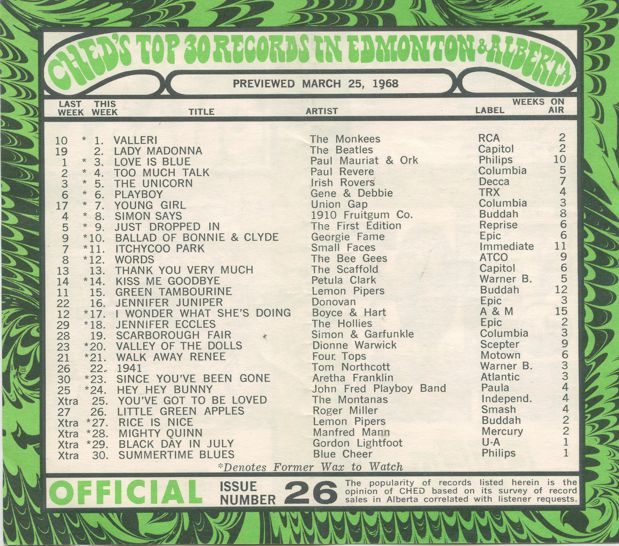 CHED'S TOP 30 RECORDS IN EDMONTON & ALBERTA
PREVIEWED MARCH 25, 1968
LAST WEEK THIS WEEK TITLE ARTIST LABEL WEEKS ON AIR
10 * 1. VALLERI The Monkees RCA 2
19 2. LADY MADONNA The Beatles Capitol 2
1 * 3. LOVE IS BLUE Paul Mauriat & Ork Philips 10
2 * 4. TOO MUCH TALK Paul Revere Columbia 5
3 * 5. THE UNICORN Irish Rovers Decca 7
6 * 6. PLAYBOY Gene & Debbie TRX 4
17 * 7. YOUNG GIRL Union Gap Columbia 3
4 * 8. SIMON SAYS 1910 Fruitgum Co. Buddah 8
5 * 9. JUST DROPPED IN The First Edition Reprise 6
9 *10. BALLAD OF BONNIE & CLYDE Georgie Fame Epic 6
7 *11. ITCHYCOO PARK Small Faces Immediate 11
8 *12. WORDS The Bee Gees ATCO 9
13 13. THANK YOU VERY MUCH The Scaffold Capitol 6
14 *14. KISS ME GOODBYE Petula Clark Warner B. 5
11 15. GREEN TAMBOURINE Lemon Pipers Buddah 12
22 16. JENNIFER JUNIPER Donovan Epic 3
12 *17. I WONDER WHAT SHE'S DOING Boyce & Hart A & M 15
29 *18. JENNIFER ECCLES The Hollies Epic 2
28 19. SCARBOROUGH FAIR Simon & Garfunkle Columbia 3
23 *20. VALLEY OF THE DOLLS Dionne Warwick Scepter 9
21 *21. WALK AWAY RENEE Four Tops Motown 6
26 22. 1941 Tom Northcott Warner B. 3
30 *23. SINCE YOU'VE BEEN GONE Aretha Franklin Atlantic 3
25 *24. HEY HEY BUNNY John Fred Playboy Band Paula 4
Xtra 25. YOU'VE GOT TO BE LOVED The Montanas Independ. 4
27 26. LITTLE GREEN APPLES Roger Miller Smash 4
Xtra *27. RICE IS NICE Lemon Pipers Buddah 2
Xtra *28. MIGHTY QUINN Manfred Mann Mercury 2
Xtra *29. BLACK DAY IN JULY Gordon Lightfoot U-A 1
Xtra 30. SUMMERTIME BLUES Blue Cheer Philips 1
*Denotes Former Wax to Watch
OFFICIAL ISSUE NUMBER 26
The popularity of records listed herein is the
opinion of CHED based on its survey of record
sales in Alberta correlated with listener requests.